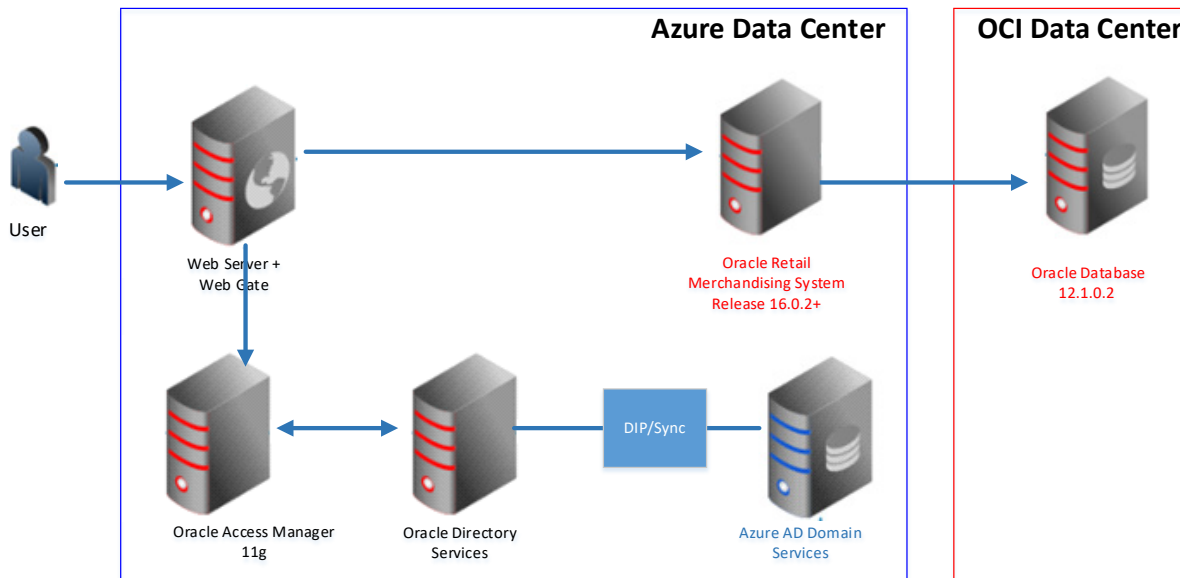 Azure Data Center
OCI Data Center
User
Web Server +
Web Gate
Oracle Retail
Merchandising System
Release 16.0.2+
Oracle Database
12.1.0.2
DIP/Sync
Oracle Access Manager
11g
Oracle Directory
Services
Azure AD Domain
Services